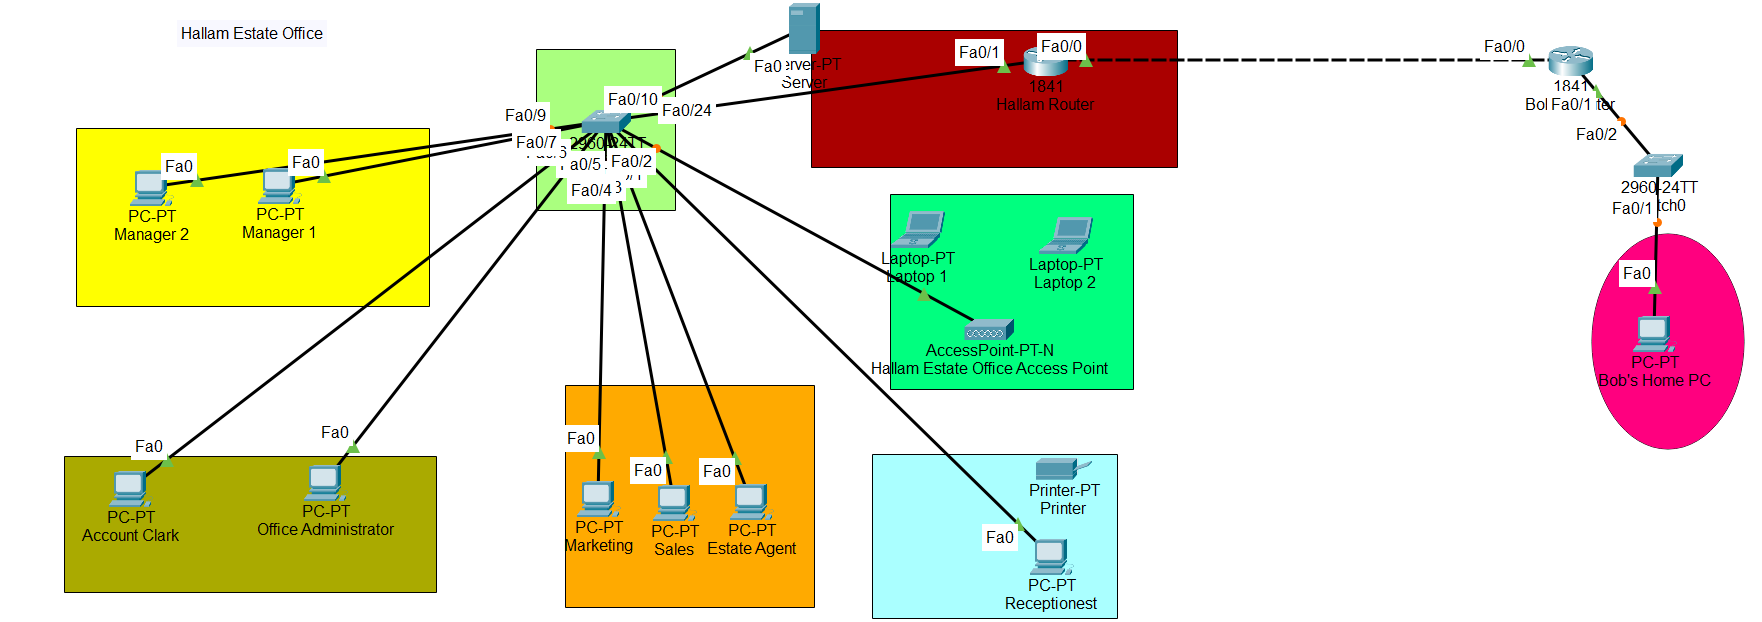 Hallam Estate Office
Fa0
erver-PT
Server
Fa0/1
Fa0/0
1841
Hallam Router
Fa0/0
1841
Fa0/1
Fa0/2
2960-24TT
tch0
Fa0/1
Fa0
PC-PT
Bob's Home PC
Fa0/10
Fa0/24
Fa0/9
Fa0/7
2960-24TT
Fa0/5
Fa0/2
Fa0/4
Fa0
Fa0
PC-PT
Manager 2
PC-PT
Manager 1
Laptop-PT
Laptop 1
Laptop-PT
Laptop 2
AccessPoint-PT-N
Hallam Estate Office Access Point
Fa0
Fa0
PC-PT
Account Clark
PC-PT
Office Administrator
Fa0
Fa0
Fa0
PC-PT
Marketing
PC-PT
Sales
PC-PT
Estate Agent
Printer-PT
Printer
Fa0
PC-PT
Receptionest